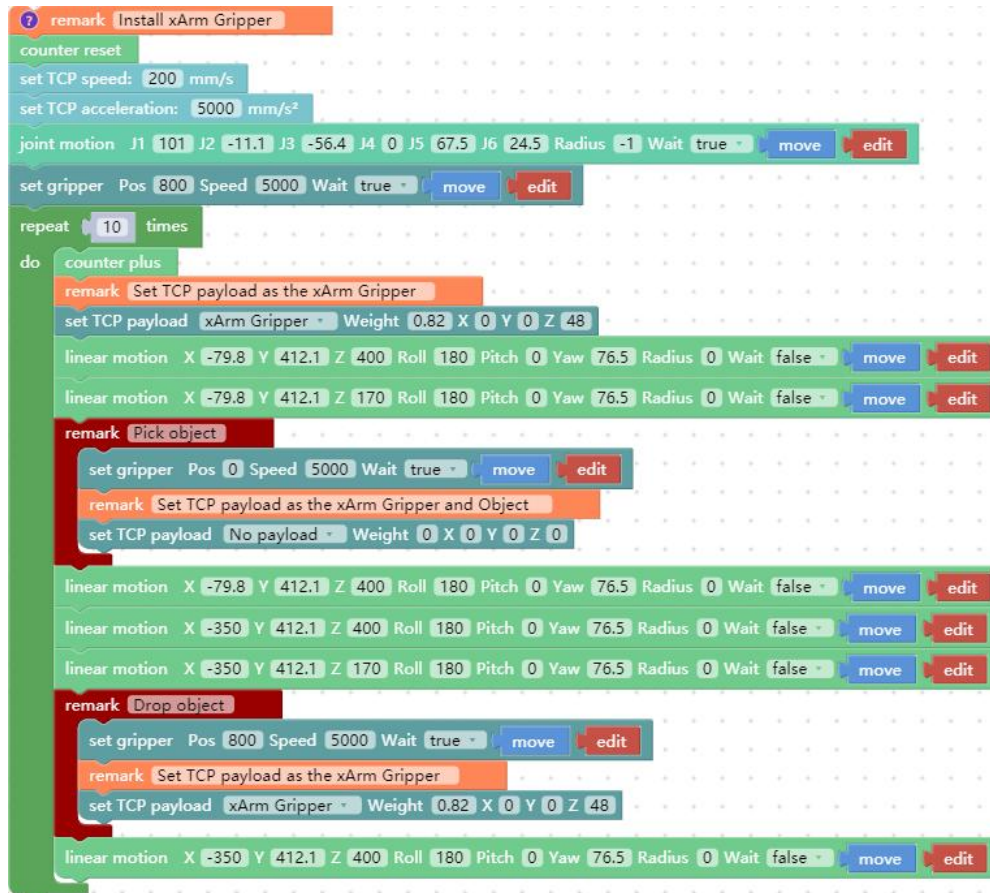 ? remark Install xArm Gripper
counter reset
set TCP speed: 200 mm/s
set TCP acceleration: 5000 mm/s²
joint motion J1 101 J2 -11.1 J3 -56.4 J4 0 J5 67.5 J6 24.5 Radius -1 Wait true move edit
set gripper Pos 800 Speed 5000 Wait true move edit
repeat 10 times
do counter plus
remark Set TCP payload as the xArm Gripper
set TCP payload xArm Gripper Weight 0.82 X 0 Y 0 Z 48
linear motion X -79.8 Y 412.1 Z 400 Roll 180 Pitch 0 Yaw 76.5 Radius 0 Wait false move edit
linear motion X -79.8 Y 412.1 Z 170 Roll 180 Pitch 0 Yaw 76.5 Radius 0 Wait false move edit
remark Pick object
set gripper Pos 0 Speed 5000 Wait true move edit
remark Set TCP payload as the xArm Gripper and Object
set TCP payload No payload Weight 0 X 0 Y 0 Z 0
linear motion X -79.8 Y 412.1 Z 400 Roll 180 Pitch 0 Yaw 76.5 Radius 0 Wait false move edit
linear motion X -350 Y 412.1 Z 400 Roll 180 Pitch 0 Yaw 76.5 Radius 0 Wait false move edit
linear motion X -350 Y 412.1 Z 170 Roll 180 Pitch 0 Yaw 76.5 Radius 0 Wait false move edit
remark Drop object
set gripper Pos 800 Speed 5000 Wait true move edit
remark Set TCP payload as the xArm Gripper
set TCP payload xArm Gripper Weight 0.82 X 0 Y 0 Z 48
linear motion X -350 Y 412.1 Z 400 Roll 180 Pitch 0 Yaw 76.5 Radius 0 Wait false move edit